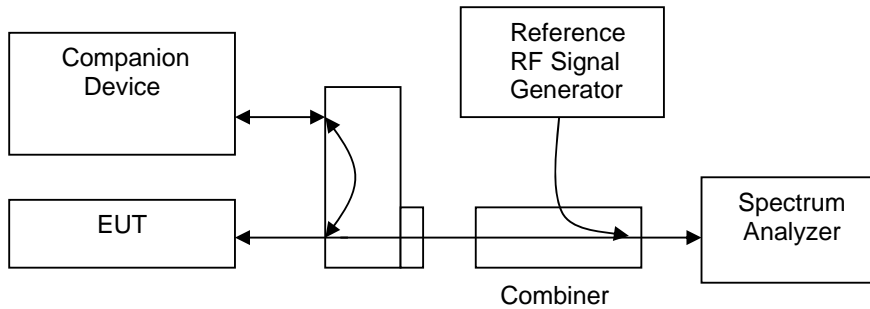 Companion
Device
Reference
RF Signal
Generator
EUT
Spectrum
Analyzer
Combiner